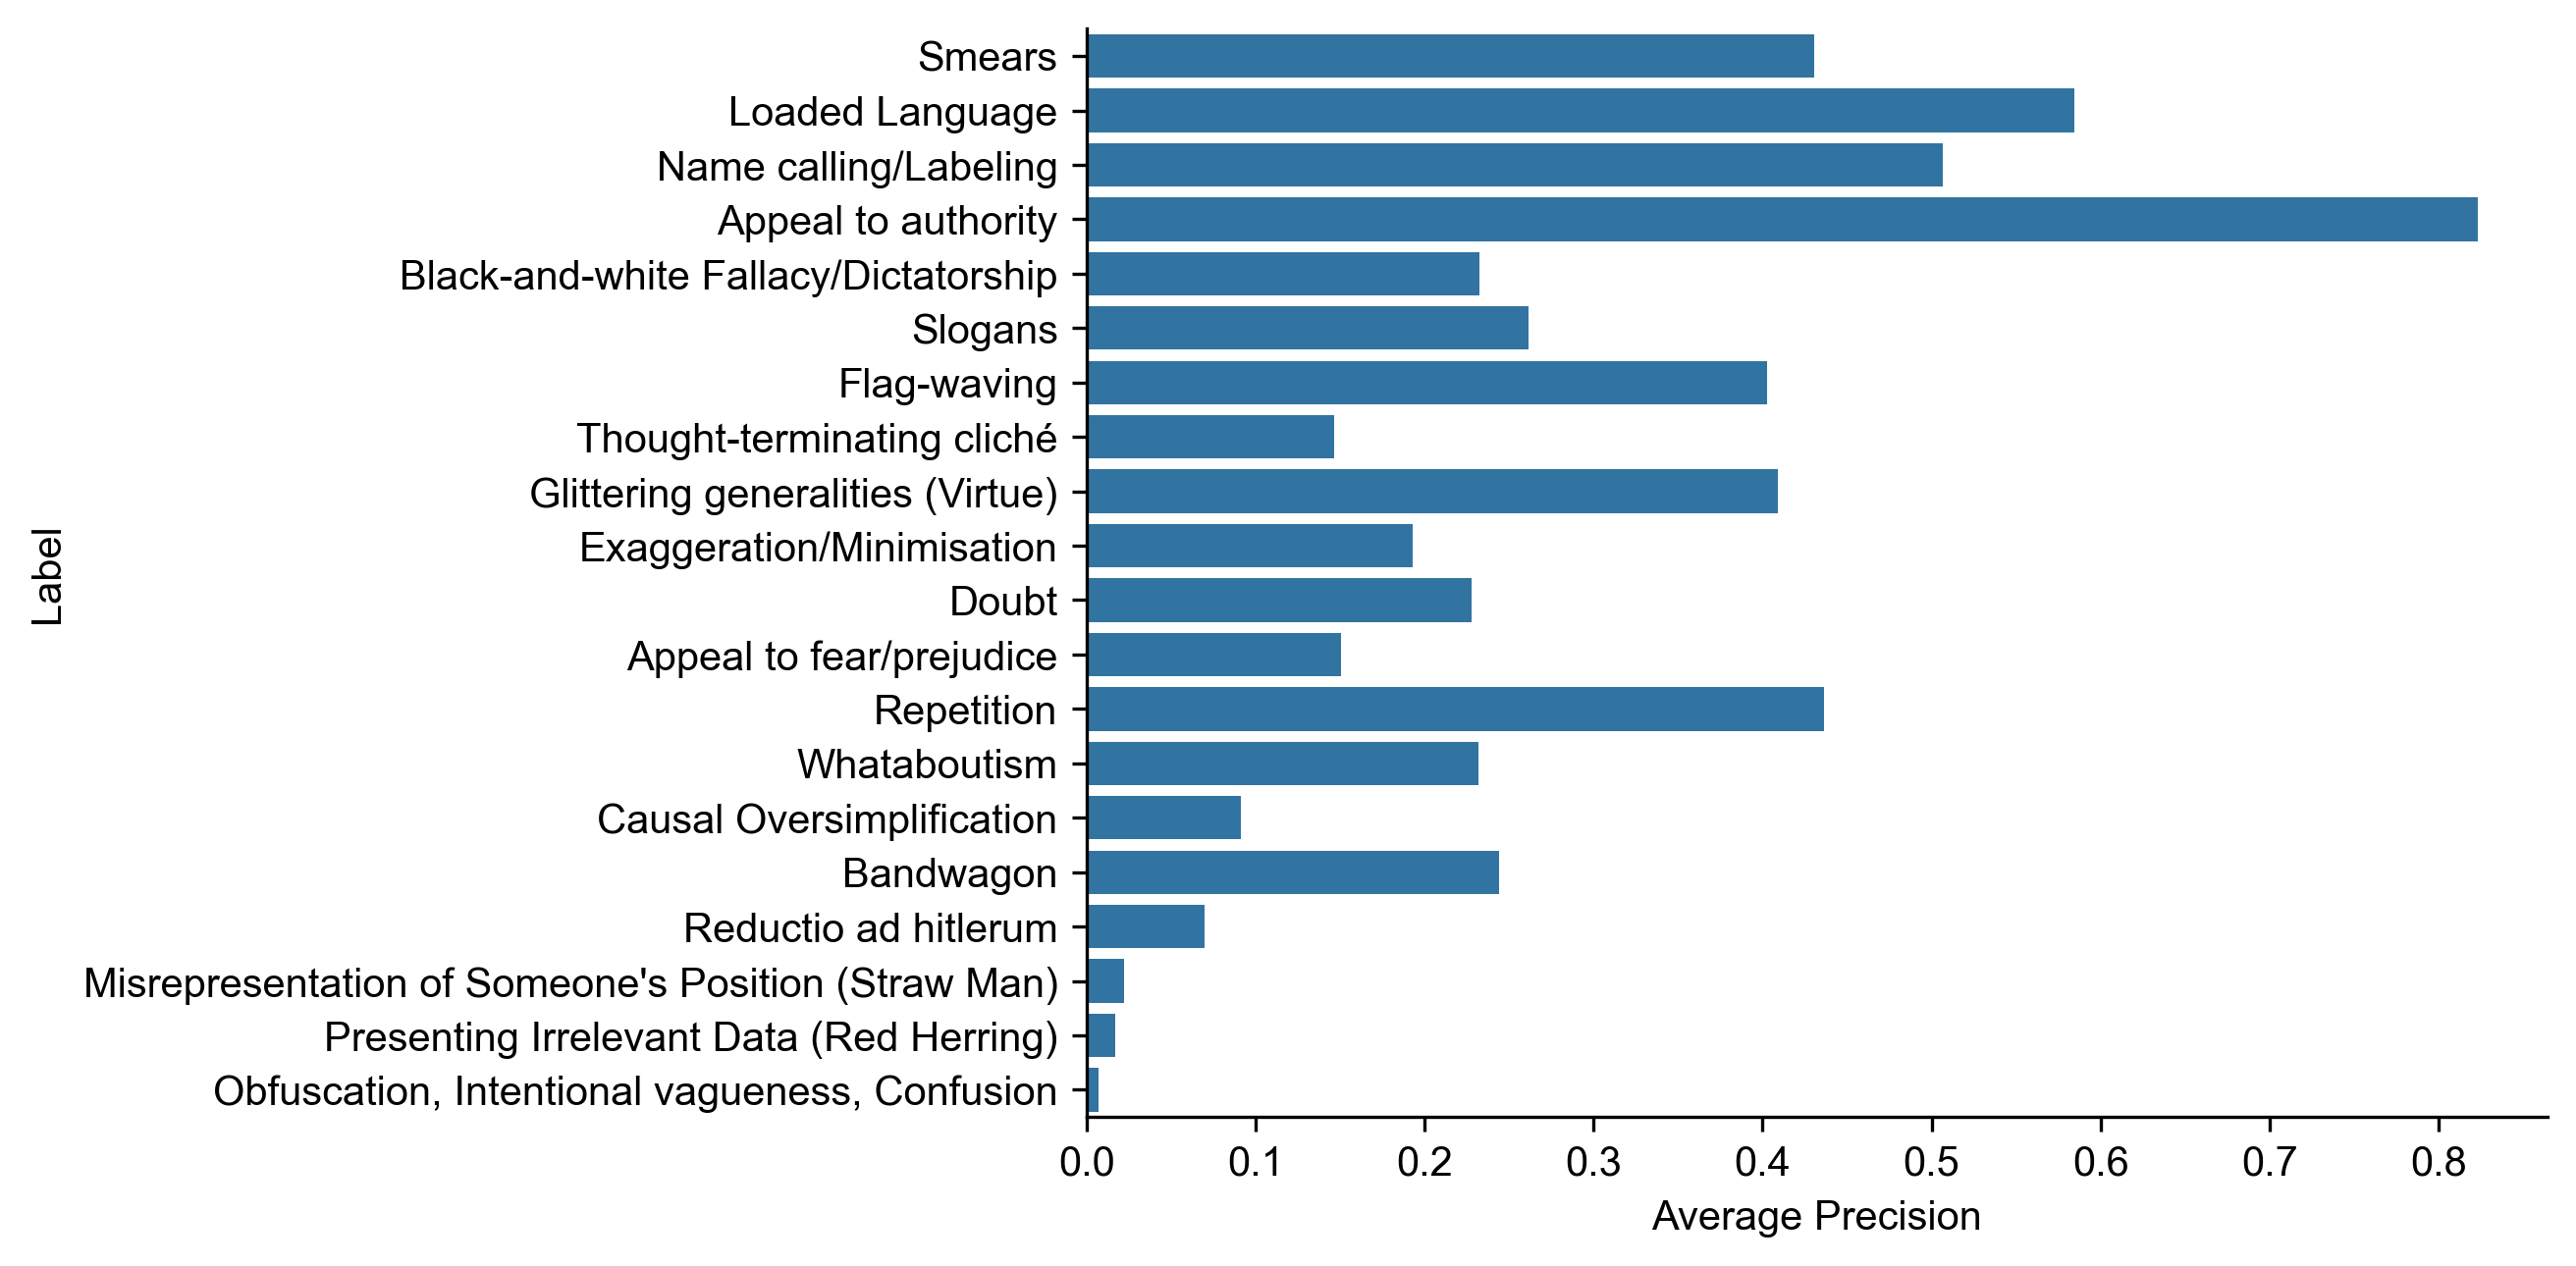 Smears
Loaded Language
Name calling/Labeling
Appeal to authority
Black-and-white Fallacy/Dictatorship
Slogans
Flag-waving
Thought-terminating cliché
Glittering generalities (Virtue)
Exaggeration/Minimisation
Doubt
Appeal to fear/prejudice
Repetition
Whataboutism
Causal Oversimplification
Bandwagon
Reductio ad hitlerum
Misrepresentation of Someone's Position (Straw Man)
Presenting Irrelevant Data (Red Herring)
Obfuscation, Intentional vagueness, Confusion
Label
0.0 0.1 0.2 0.3 0.4 0.5 0.6 0.7 0.8
Average Precision